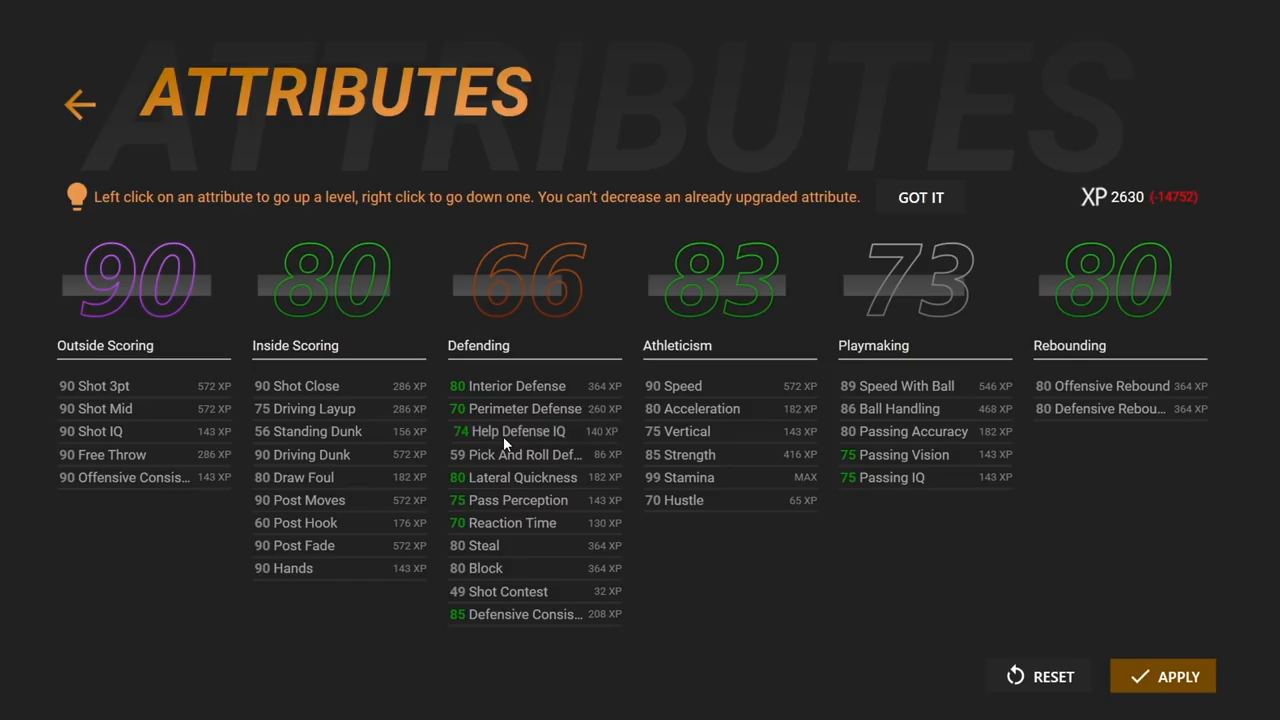 ATTRIBUTES
ATTRIBUTES
Left click on an attribute to go up a level, right click to go down one. You can't decrease an already upgraded attribute.
GOT IT
XP 2630 (-14752)
90
Outside Scoring
90 Shot 3pt 572 XP
90 Shot Mid 572 XP
90 Shot IQ 143 XP
90 Free Throw 286 XP
90 Offensive Consis... 143 XP
80
Inside Scoring
90 Shot Close 286 XP
75 Driving Layup 286 XP
56 Standing Dunk 156 XP
90 Driving Dunk 572 XP
80 Draw Foul 182 XP
90 Post Moves 572 XP
60 Post Hook 176 XP
90 Post Fade 572 XP
90 Hands 143 XP
66
Defending
80 Interior Defense 364 XP
70 Perimeter Defense 260 XP
74 Help Defense IQ 140 XP
59 Pick And Roll Def... 86 XP
80 Lateral Quickness 182 XP
75 Pass Perception 143 XP
70 Reaction Time 130 XP
80 Steal 364 XP
80 Block 364 XP
49 Shot Contest 32 XP
85 Defensive Consis... 208 XP
83
Athleticism
90 Speed 572 XP
80 Acceleration 182 XP
75 Vertical 143 XP
85 Strength 416 XP
99 Stamina MAX
70 Hustle 65 XP
73
Playmaking
89 Speed With Ball 546 XP
86 Ball Handling 468 XP
80 Passing Accuracy 182 XP
75 Passing Vision 143 XP
75 Passing IQ 143 XP
80
Rebounding
80 Offensive Rebound 364 XP
80 Defensive Rebou... 364 XP
RESET
APPLY